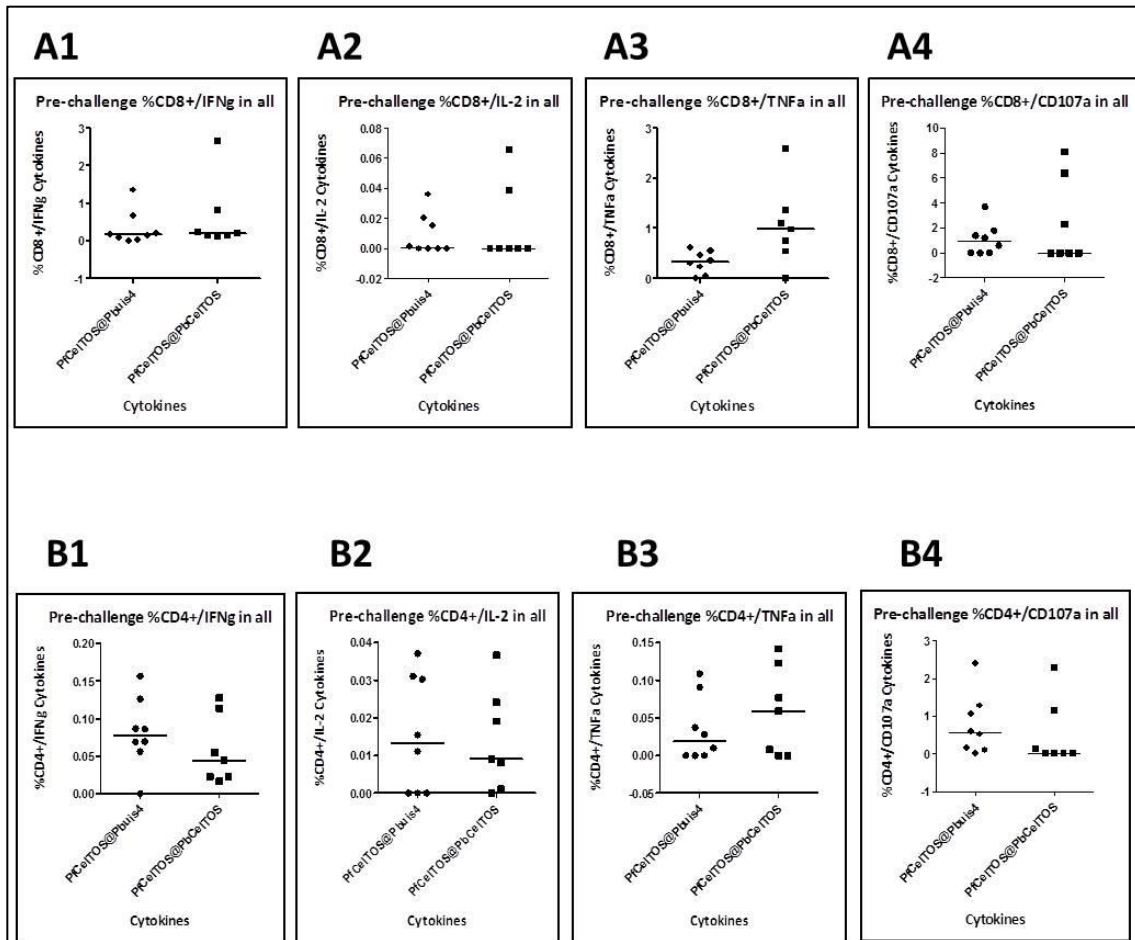 A1
Pre-challenge %CD8+/IFNg in all
%CD8+/IFNg Cytokines
3
2
1
0
-1
PfCelTOS@Pbuis4
PfCelTOS@PbCelTOS
Cytokines
A2
Pre-challenge %CD8+/IL-2 in all
%CD8+/IL-2 Cytokines
0.08
0.06
0.04
0.02
0.00
-0.02
PfCelTOS@Pbuis4
PfCelTOS@PbCelTOS
Cytokines
A3
Pre-challenge %CD8+/TNFa in all
%CD8+/TNFa Cytokines
3
2
1
0
PfCelTOS@Pbuis4
PfCelTOS@PbCelTOS
Cytokines
A4
Pre-challenge %CD8+/CD107a in all
%CD8+/CD107a Cytokines
10
8
6
4
2
0
-2
PfCelTOS@Pbuis4
PfCelTOS@PbCelTOS
Cytokines
B1
Pre-challenge %CD4+/IFNg in all
%CD4+/IFNg Cytokines
0.20
0.15
0.10
0.05
0.00
PfCelTOS@Pbuis4
PfCelTOS@PbCelTOS
Cytokines
B2
Pre-challenge %CD4+/IL-2 in all
%CD4+/IL-2 Cytokines
0.04
0.03
0.02
0.01
0.00
PfCelTOS@Pbuis4
PfCelTOS@PbCelTOS
Cytokines
B3
Pre-challenge %CD4+/TNFa in all
%CD4+/TNFa Cytokines
0.15
0.10
0.05
0.00
-0.05
PfCelTOS@Pbuis4
PfCelTOS@PbCelTOS
Cytokines
B4
Pre-challenge %CD4+/CD107a in all
%CD4+/CD107a Cytokines
3
2
1
0
-1
PfCelTOS@Pbuis4
PfCelTOS@PbCelTOS
Cytokines